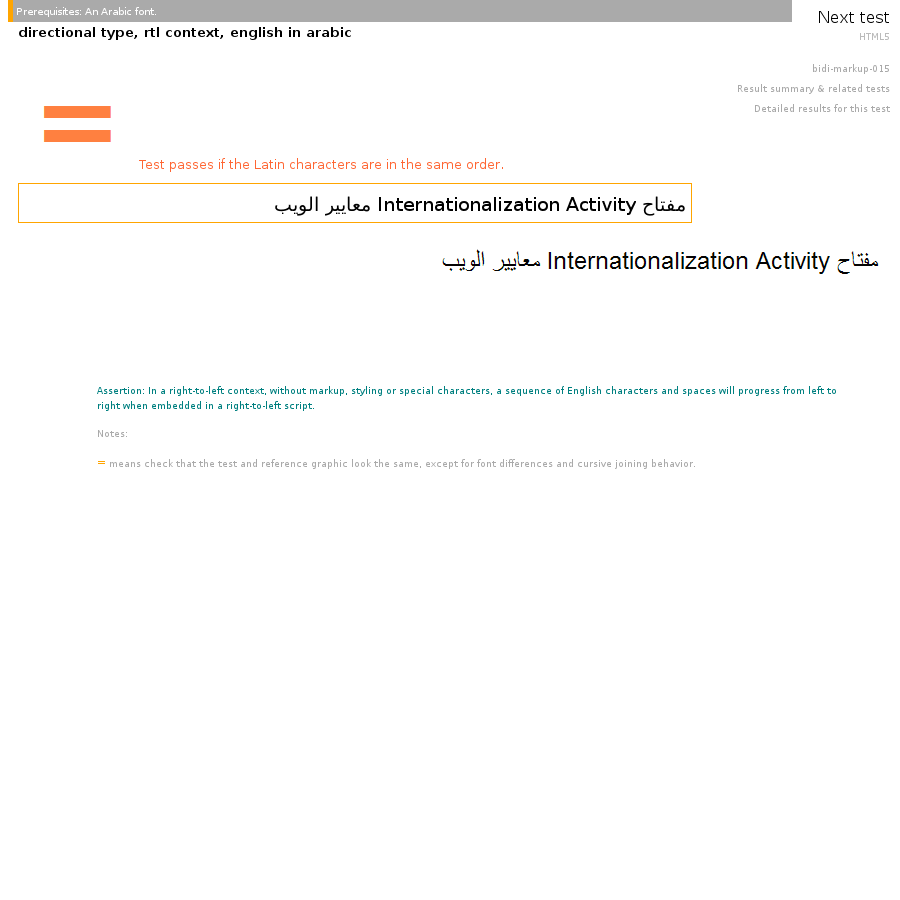 Prerequisites: An Arabic font.
Next test
directional type, rtl context, english in arabic
HTML5
bidi-markup-015
Result summary & related tests
Detailed results for this test
Test passes if the Latin characters are in the same order.
مفتاح Internationalization Activity معايير الويب
مفتاح Internationalization Activity معايير الويب
Assertion: In a right-to-left context, without markup, styling or special characters, a sequence of English characters and spaces will progress from left to
right when embedded in a right-to-left script.
Notes:
= means check that the test and reference graphic look the same, except for font differences and cursive joining behavior.